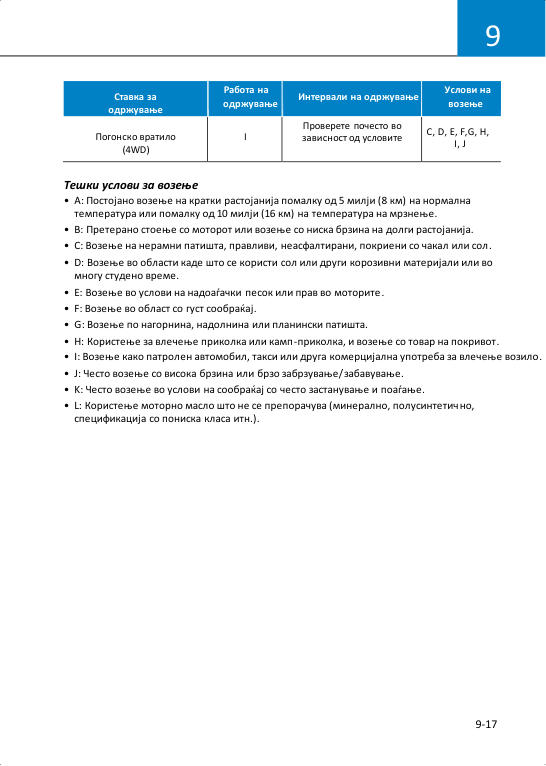 9
Ставка за
одржување
Работа на
одржување
Интервали на одржување
Услови на
возење
Погонско вратило
(4WD)
I
Проверете почесто во
зависност од условите
C, D, E, F,G, H,
I, J
Тешки услови за возење
• A: Постојано возење на кратки растојанија помалку од 5 милји (8 км) на нормална
температура или помалку од 10 милји (16 км) на температура на мрзнење.
• B: Претерано стоење со моторот или возење со ниска брзина на долги растојанија.
• C: Возење на нерамни патишта, правливи, неасфалтирани, покриени со чакал или сол.
• D: Возење во области каде што се користи сол или други корозивни материјали или во
многу студено време.
• E: Возење во услови на надоаѓачки песок или прав во моторите.
• F: Возење во област со густ сообраќај.
• G: Возење по нагорнина, надолнина или планински патишта.
• H: Користење за влечење приколка или камп-приколка, и возење со товар на покривот.
• I: Возење како патролен автомобил, такси или друга комерцијална употреба за влечење возило.
• J: Често возење со висока брзина или брзо забрзување/забавување.
• K: Често возење во услови на сообраќај со често застанување и поаѓање.
• L: Користење моторно масло што не се препорачува (минерално, полусинтетично,
спецификација со пониска класа итн.).
9-17